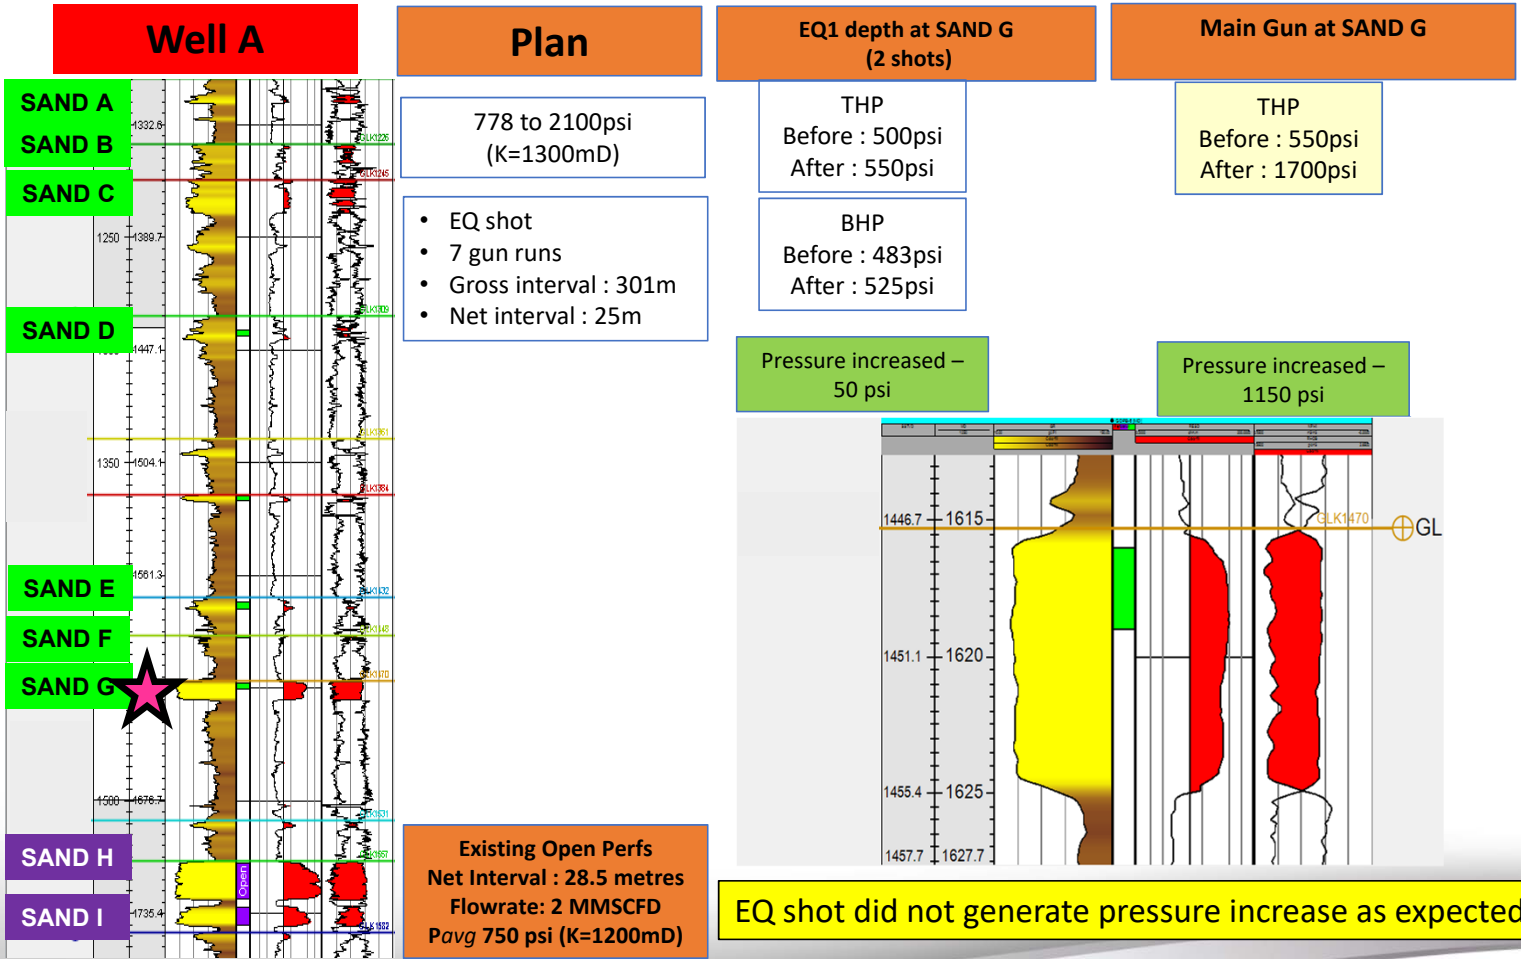 Well A
Plan
EQ1 depth at SAND G
(2 shots)
Main Gun at SAND G
SAND A
SAND B
SAND C
SAND D
SAND E
SAND F
SAND G
SAND H
SAND I
1332.6
1250
1389.7
1447.1
1350
1504.1
1561.3
1500
1676.7
1735.4
GLK1245
GLK1384
GLK1432
Open
778 to 2100psi
(K=1300mD)
• EQ shot
• 7 gun runs
• Gross interval : 301m
• Net interval : 25m
Existing Open Perfs
Net Interval : 28.5 metres
Flowrate: 2 MMSCFD
Pavg 750 psi (K=1200mD)
THP
Before : 500psi
After : 550psi
BHP
Before : 483psi
After : 525psi
Pressure increased –
50 psi
THP
Before : 550psi
After : 1700psi
Pressure increased –
1150 psi
1446.7
1615
GLK1470
GL
1451.1
1620
1455.4
1625
1457.7
1627.7
EQ shot did not generate pressure increase as expected